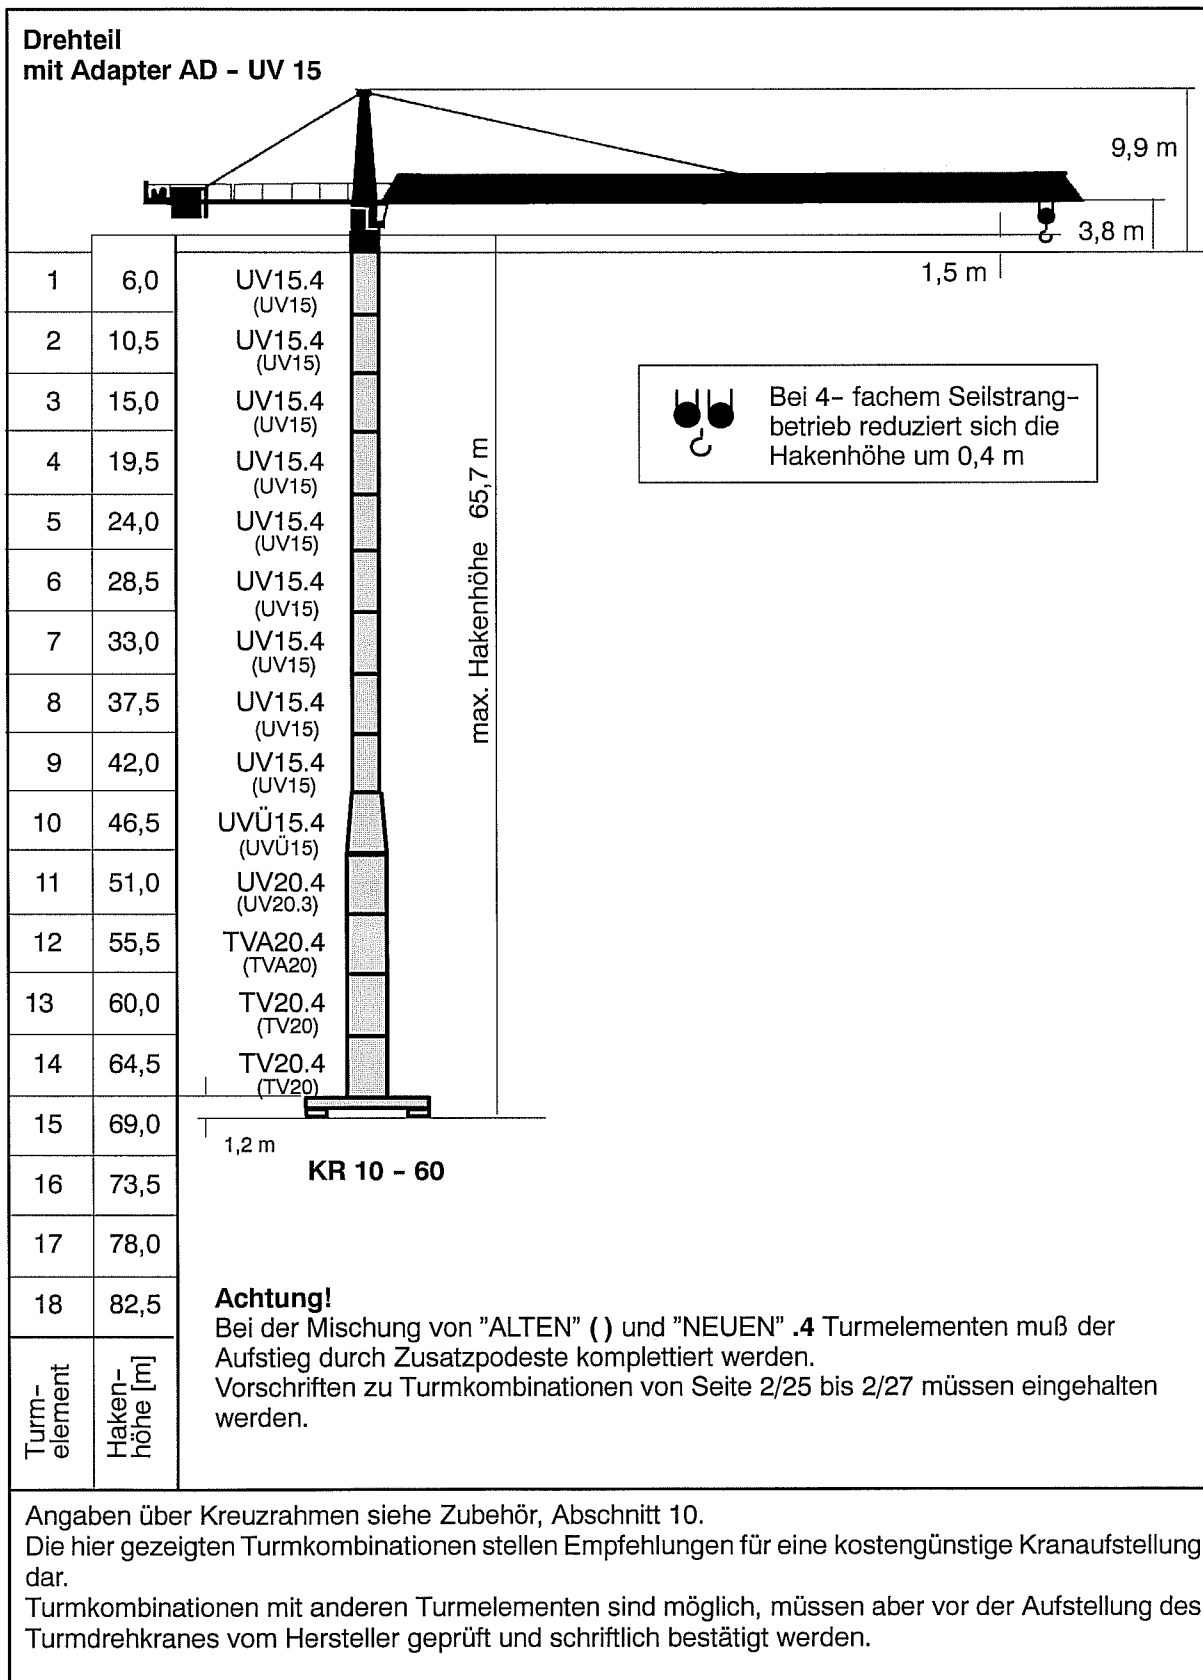 Drehteil
mit Adapter AD - UV 15
9,9 m
3,8 m
1,5 m
1 6,0 UV15.4
(UV15)
2 10,5 UV15.4
(UV15)
3 15,0 UV15.4
(UV15)
4 19,5 UV15.4
(UV15)
5 24,0 UV15.4
(UV15)
6 28,5 UV15.4
(UV15)
7 33,0 UV15.4
(UV15)
8 37,5 UV15.4
(UV15)
9 42,0 UV15.4
(UV15)
10 46,5 UVÜ15.4
(UVÜ15)
11 51,0 UV20.4
(UV20.3)
12 55,5 TVA20.4
(TVA20)
13 60,0 TV20.4
(TV20)
14 64,5 TV20.4
(TV20)
15 69,0
16 73,5
17 78,0
18 82,5
Turm-
element
Haken-
höhe [m]
max. Hakenhöhe 65,7 m
Bei 4- fachem Seilstrang-
betrieb reduziert sich die
Hakenhöhe um 0,4 m
1,2 m
KR 10 - 60
Achtung!
Bei der Mischung von "ALTEN" ( ) und "NEUEN" .4 Turmelementen muß der
Aufstieg durch Zusatzpodeste komplettiert werden.
Vorschriften zu Turmkombinationen von Seite 2/25 bis 2/27 müssen eingehalten
werden.
Angaben über Kreuzrahmen siehe Zubehör, Abschnitt 10.
Die hier gezeigten Turmkombinationen stellen Empfehlungen für eine kostengünstige Kranaufstellung
dar.
Turmkombinationen mit anderen Turmelementen sind möglich, müssen aber vor der Aufstellung des
Turmdrehkranes vom Hersteller geprüft und schriftlich bestätigt werden.